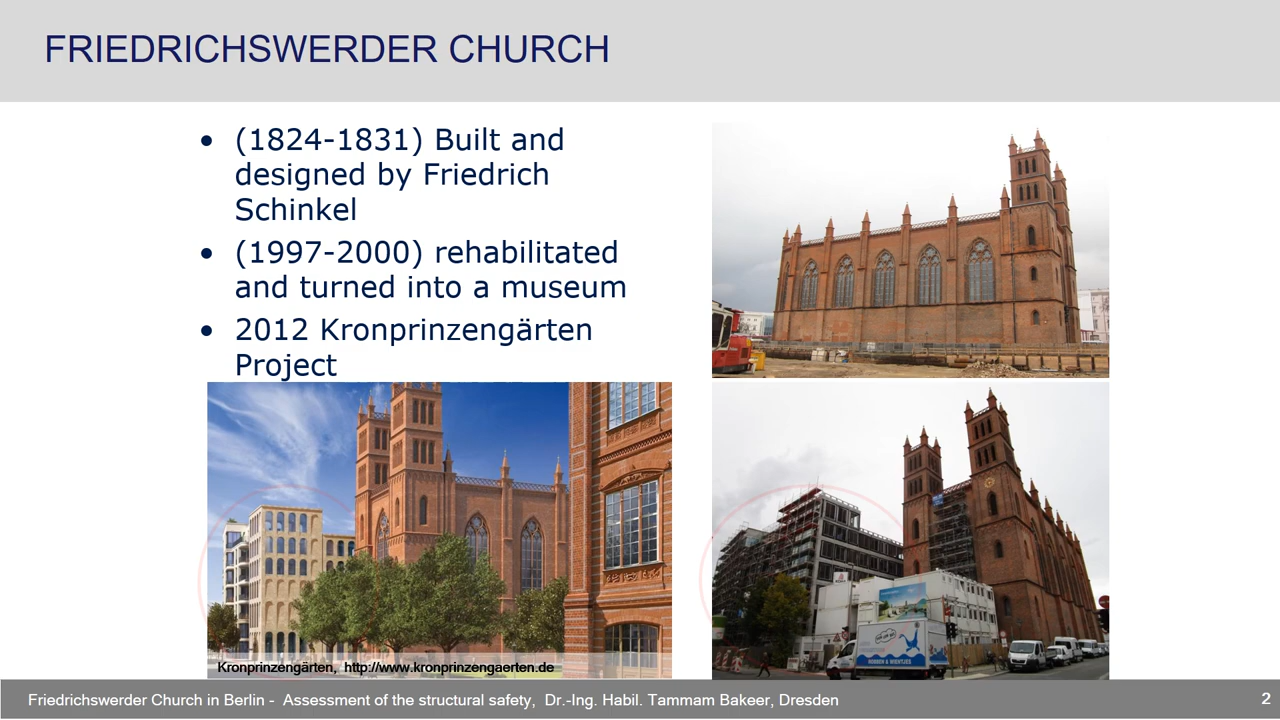 FRIEDRICHSWERDER CHURCH
• (1824-1831) Built and
designed by Friedrich
Schinkel
• (1997-2000) rehabilitated
and turned into a museum
• 2012 Kronprinzengärten
Project
Kronprinzengärten, http://www.kronprinzengaerten.de
ROBBEN & WIENTJES
Friedrichswerder Church in Berlin - Assessment of the structural safety, Dr.-Ing. Habil. Tammam Bakeer, Dresden
2